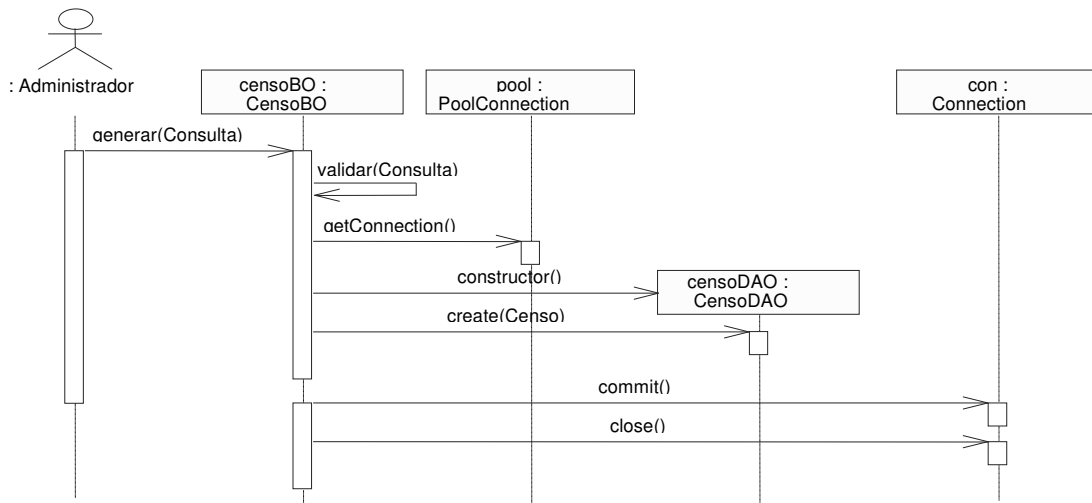 : Administrador
censoBO :
CensoBO
pool :
PoolConnection
con :
Connection
generar(Consulta)
validar(Consulta)
getConnection()
constructor()
censoDAO :
CensoDAO
create(Censo)
commit()
close()